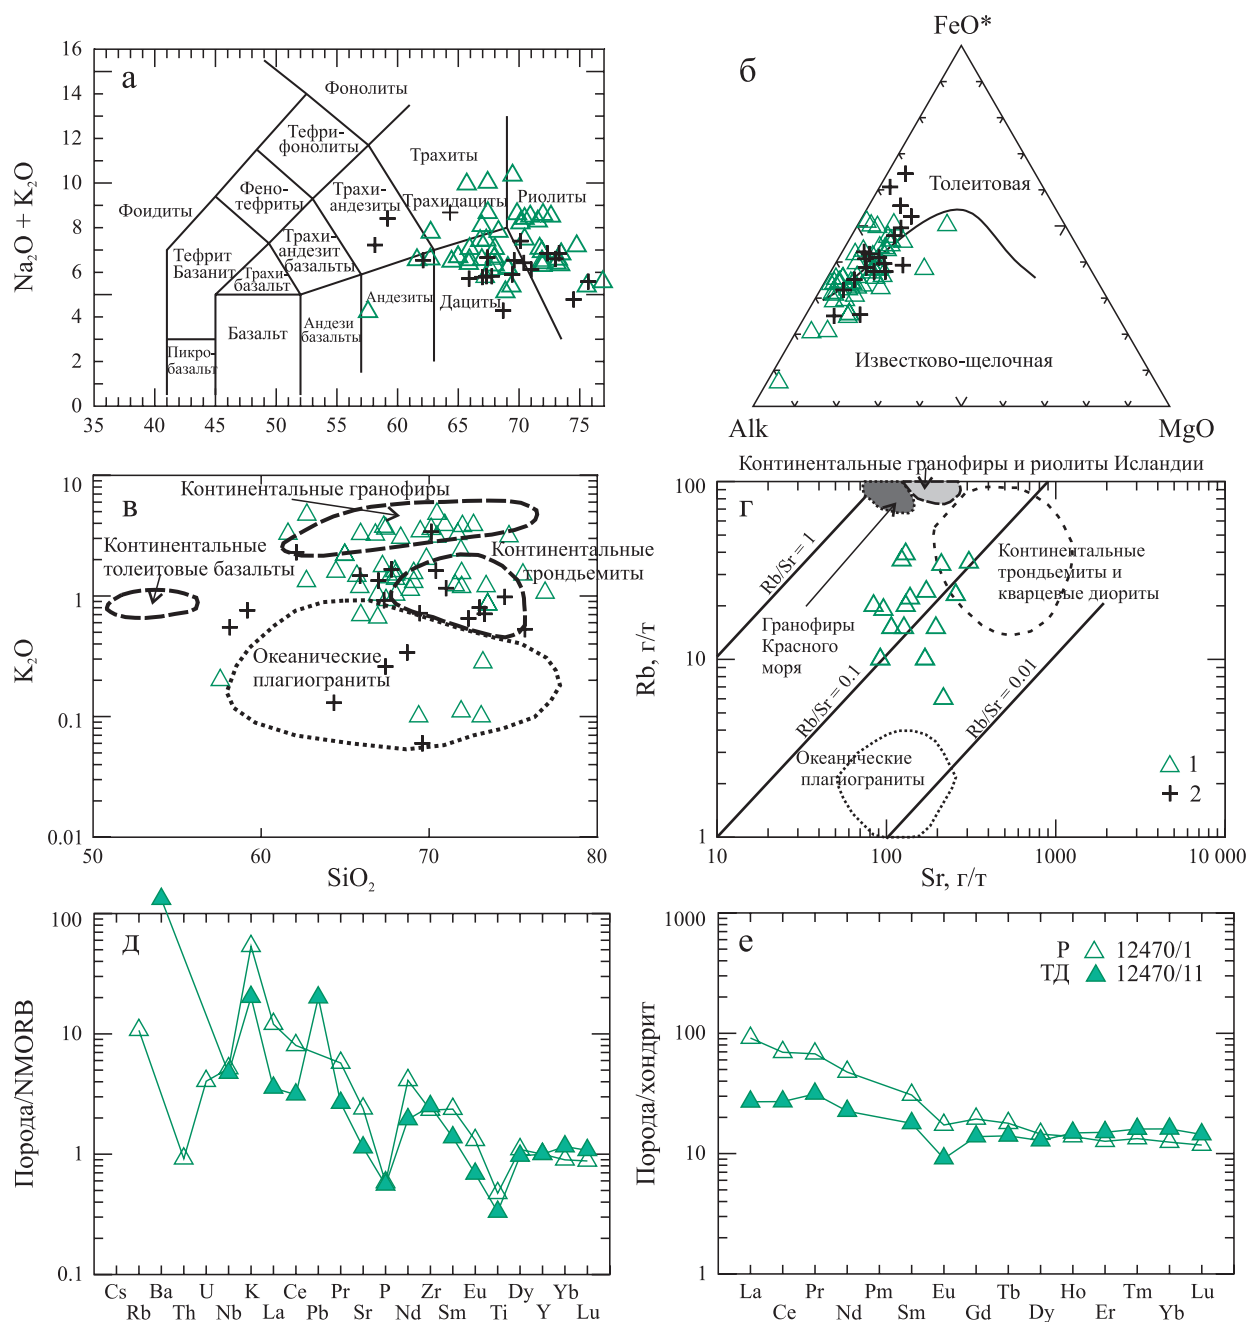 а
16
14
12
10
8
6
4
2
0
Na₂O + K₂O
35
40
45
50
55
60
65
70
75
Фонолиты
Тефри-
фонолиты
Фено-
тефриты
Фоидиты
Тефрит
Базанит
Трахи-
андезиты
Трахи-
андезит
базальты
Трахи-
базальт
Трахиты
Трахидациты
Риолиты
Андезиты
Дациты
Базальт
Андези
базальты
Пикро-
базальт
б
FeO*
Толеитовая
Известково-щелочная
Alk
MgO
в
10
1
0.1
0.01
K₂O
50
60
70
80
SiO₂
Континентальные гранофиры
Континентальные
толеитовые базальты
Континентальные
трондьемиты
Океанические
плагиограниты
г
Континентальные гранофиры и риолиты Исландии
100
10
1
Rb, г/т
10
100
1000
10 000
Sr, г/т
Rb/Sr = 1
Rb/Sr = 0.1
Rb/Sr = 0.01
Гранофиры
Красного
моря
Континентальные
трондьемиты и
кварцевые диориты
Океанические
плагиограниты
1
2
д
100
10
1
0.1
Порода/NMORB
Cs
Rb
Ba
Th
U
Nb
K
La
Ce
Pb
Pr
Sr
P
Nd
Zr
Sm
Eu
Ti
Dy
Y
Yb
Lu
е
1000
100
10
1
Порода/хондрит
Р 12470/1
ТД 12470/11
La
Ce
Pr
Nd
Pm
Sm
Eu
Gd
Tb
Dy
Ho
Er
Tm
Yb
Lu